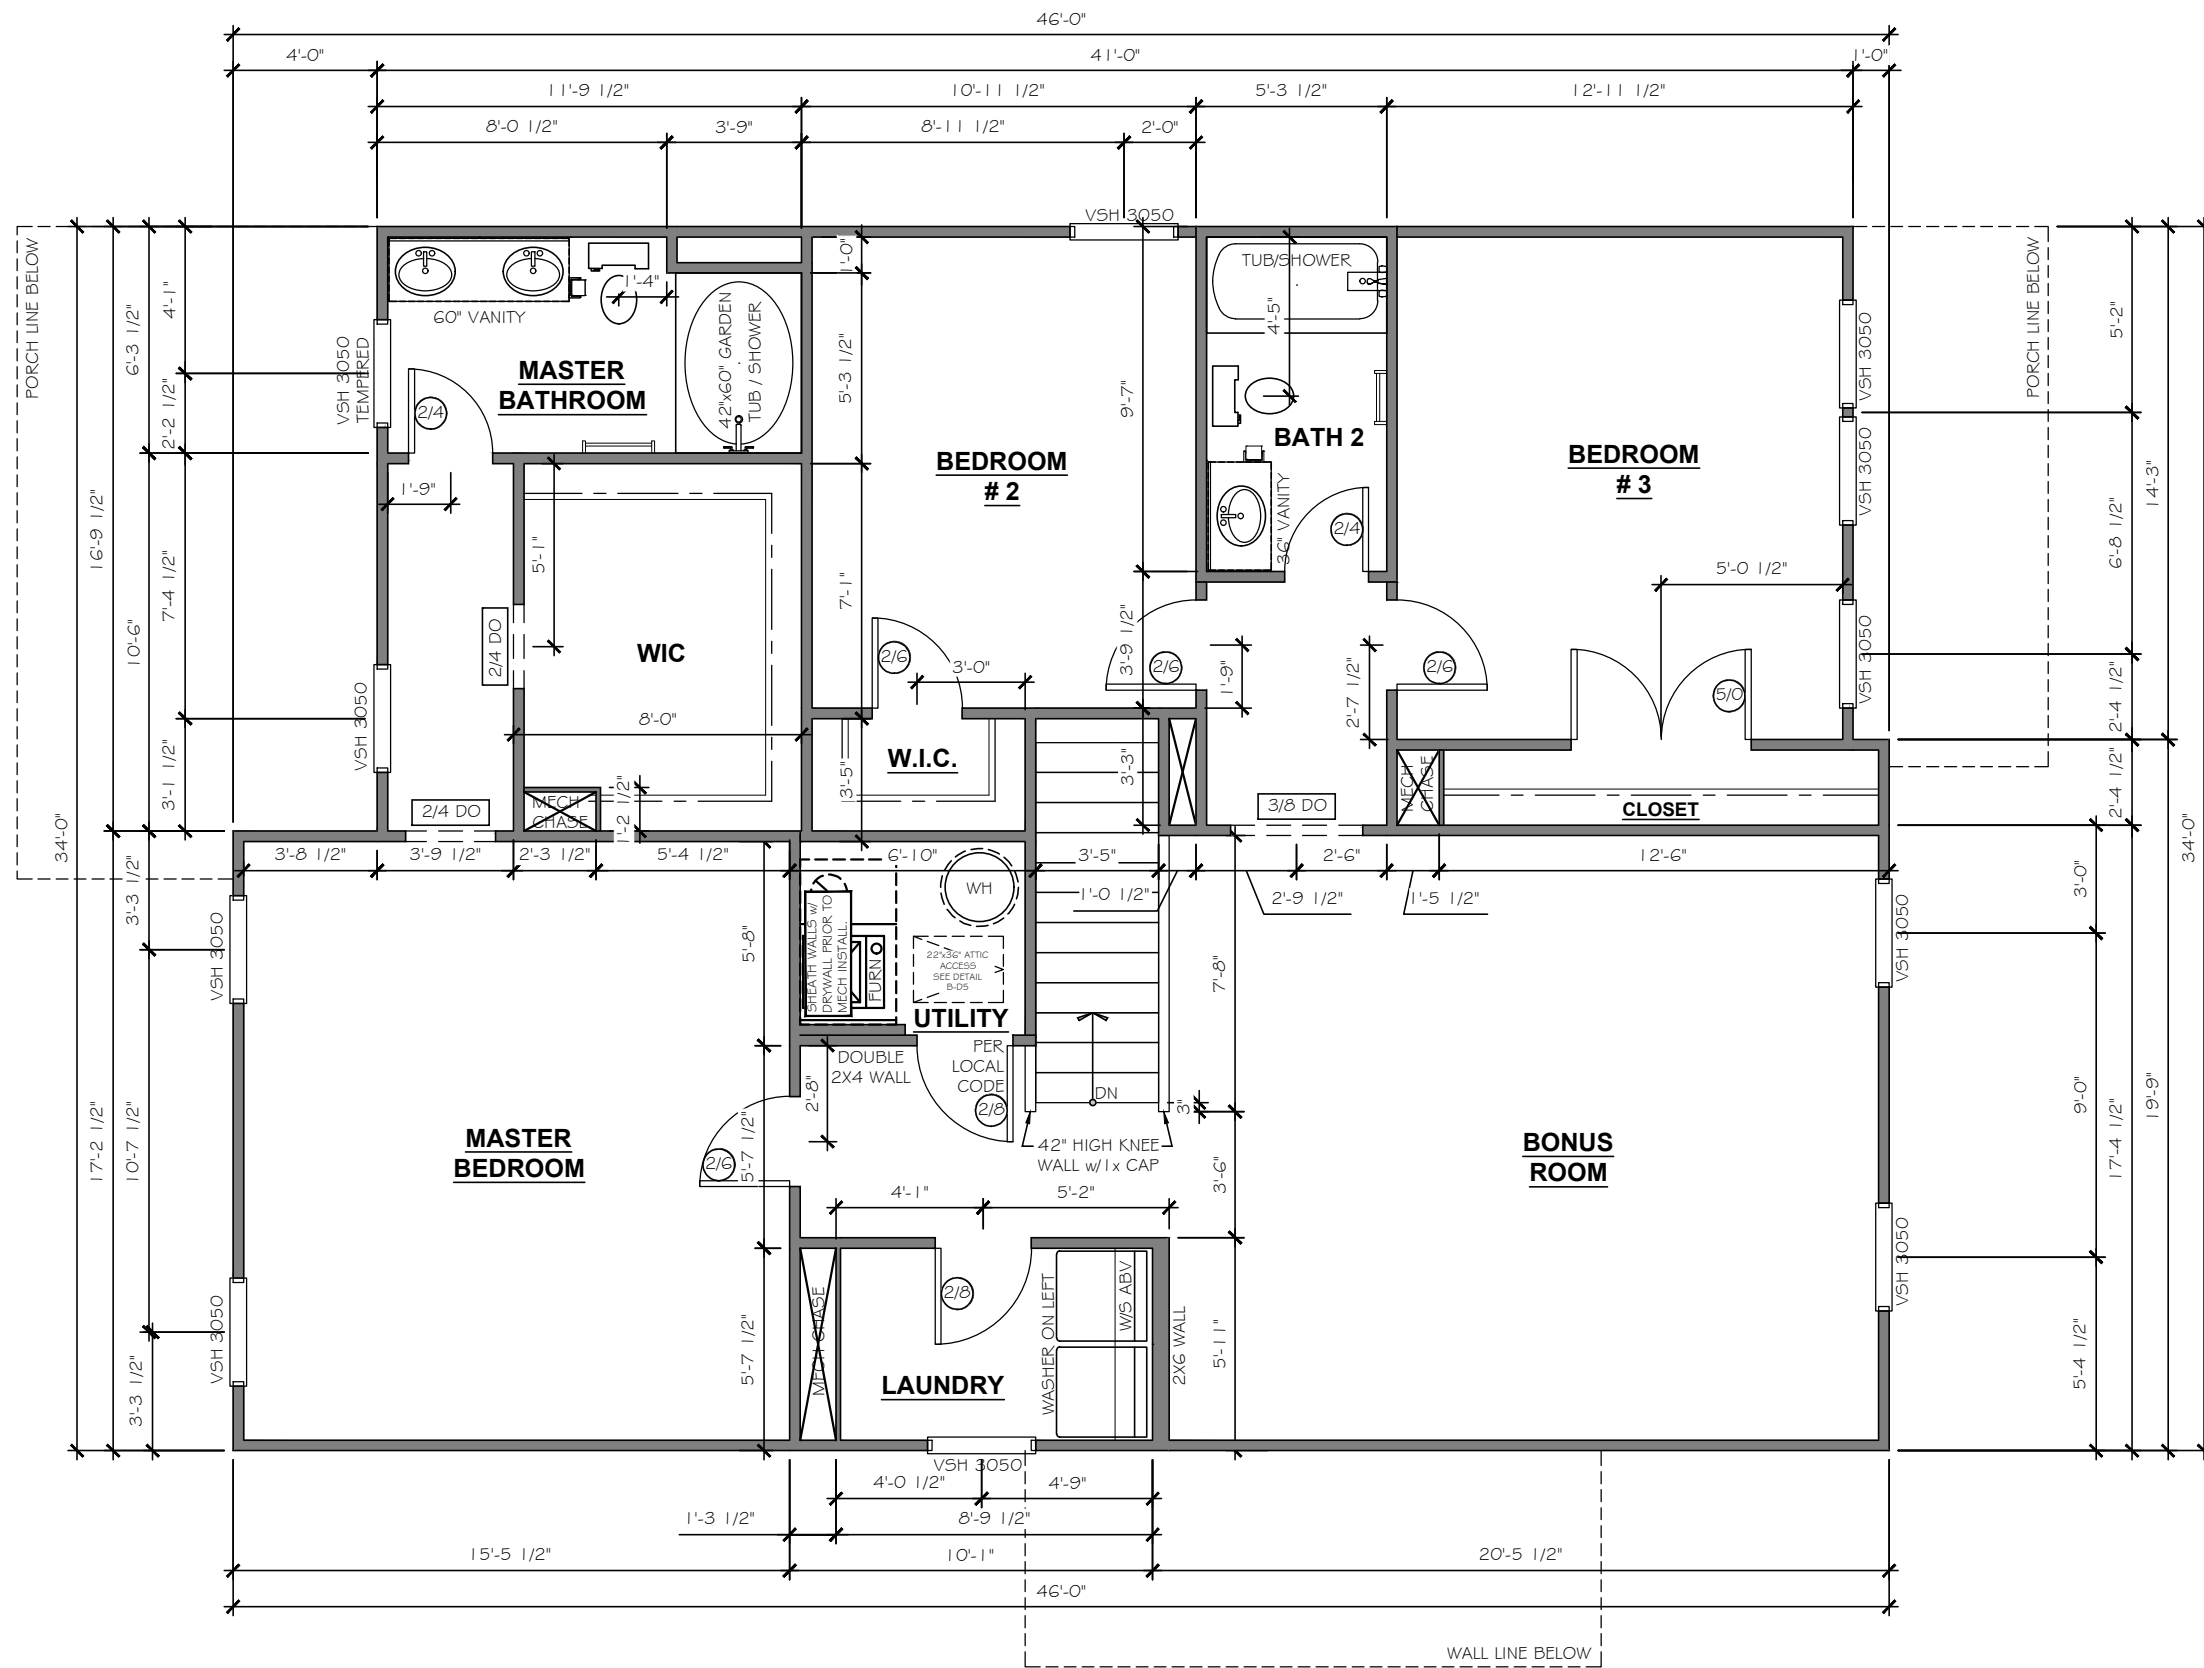 46'-0"
4'-0"
41'-0"
1'-0"
11'-9 1/2"
10'-11 1/2"
5'-3 1/2"
12'-11 1/2"
8'-0 1/2"
3'-9"
8'-11 1/2"
2'-0"
VSH 3050
PORCH LINE BELOW
PORCH LINE BELOW
34'-0"
16'-9 1/2"
17'-2 1/2"
6'-3 1/2"
10'-6"
3'-3 1/2"
10'-7 1/2"
3'-3 1/2"
4'-1"
2'-2 1/2"
7'-4 1/2"
3'-1 1/2"
VSH 3050
TEMPERED
VSH 3050
60" VANITY
1'-4"
MASTER
BATHROOM
2/4
42"x60" GARDEN
TUB / SHOWER
1'-9"
5'-1"
2/4 DO
WIC
8'-0"
MECH
CHASE
1'-2 1/2"
2/4 DO
1'-0"
5'-3 1/2"
7'-1"
3'-5"
BEDROOM
# 2
9'-7"
3'-9 1/2"
3'-3"
2/6
3'-0"
W.I.C.
2/6
TUB/SHOWER
4'-5"
BATH 2
36" VANITY
2/4
1'-9"
2'-7 1/2"
2/6
3/8 DO
BEDROOM
# 3
5'-0 1/2"
5/0
MECH
CHASE
CLOSET
VSH 3050
VSH 3050
VSH 3050
5'-2"
6'-8 1/2"
2'-4 1/2"
2'-4 1/2"
14'-3"
34'-0"
3'-8 1/2"
3'-9 1/2"
2'-3 1/2"
5'-4 1/2"
6'-10"
3'-5"
2'-6"
12'-6"
1'-0 1/2"
2'-9 1/2"
1'-5 1/2"
VSH 3050
VSH 3050
MASTER
BEDROOM
5'-8"
5'-7 1/2"
5'-7 1/2"
2/6
SHEATH WALLS w/
DRYWALL PRIOR TO
MECH INSTALL.
FURN
WH
22"x36" ATTIC
ACCESS
SEE DETAIL
B-D5
UTILITY
DOUBLE
2X4 WALL
PER
LOCAL
CODE
2/8
2'-8"
DN
3"
42" HIGH KNEE
WALL w/1x CAP
7'-8"
3'-6"
5'-11"
4'-1"
5'-2"
MECH CHASE
2/8
LAUNDRY
WASHER ON LEFT
W/S ABV
2X6 WALL
BONUS
ROOM
VSH 3050
VSH 3050
3'-0"
9'-0"
5'-4 1/2"
17'-4 1/2"
19'-9"
VSH 3050
4'-0 1/2"
4'-9"
1'-3 1/2"
8'-9 1/2"
15'-5 1/2"
10'-1"
20'-5 1/2"
46'-0"
WALL LINE BELOW